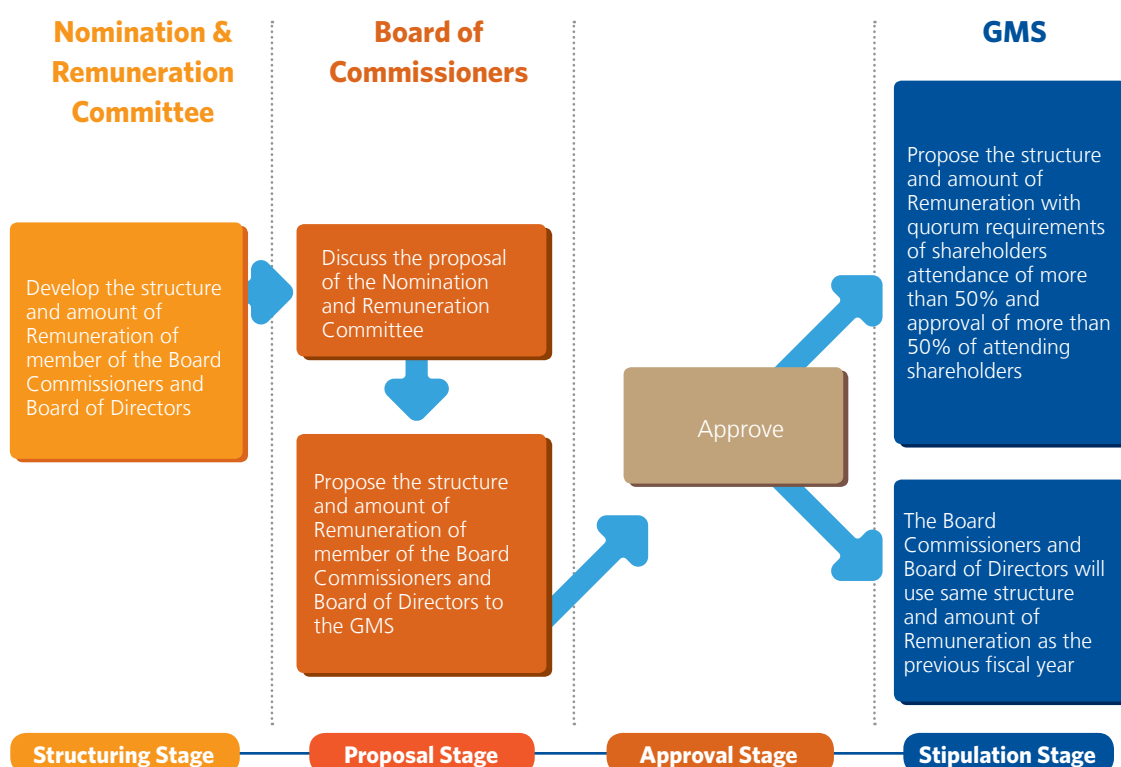 Nomination &
Remuneration
Committee
Board of
Commissioners
GMS
Develop the structure
and amount of
Remuneration of
member of the Board
Commissioners and
Board of Directors
Discuss the proposal
of the Nomination
and Remuneration
Committee
Propose the structure
and amount of
Remuneration of
member of the Board
Commissioners and
Board of Directors to
the GMS
Approve
Propose the structure
and amount of
Remuneration with
quorum requirements
of shareholders
attendance of more
than 50% and
approval of more than
50% of attending
shareholders
The Board
Commissioners and
Board of Directors will
use same structure
and amount of
Remuneration as the
previous fiscal year
Structuring Stage
Proposal Stage
Approval Stage
Stipulation Stage